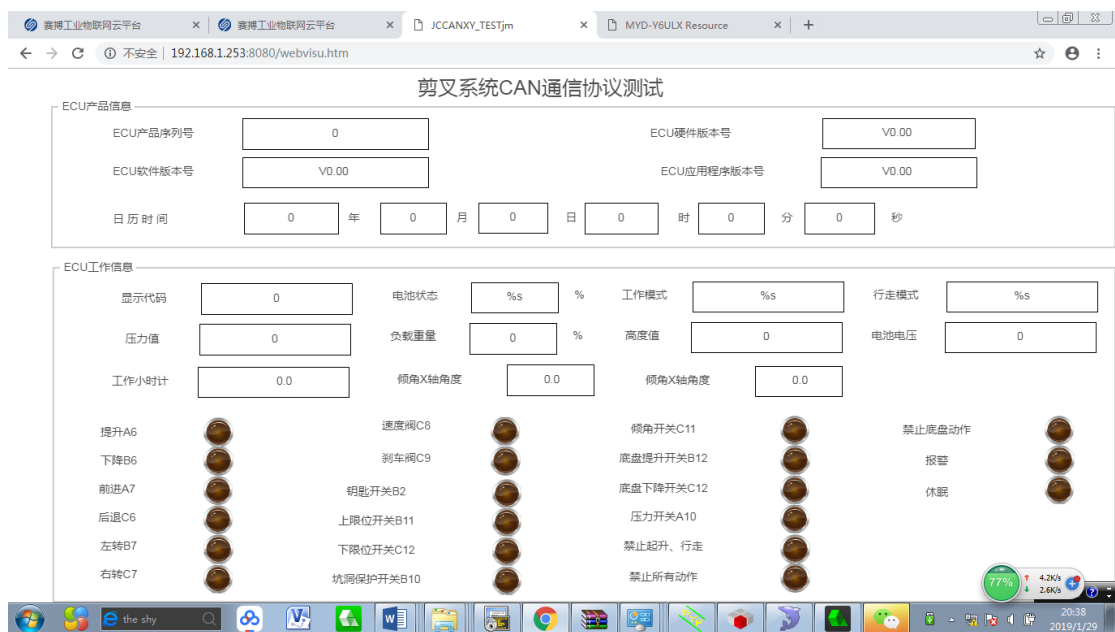 赛搏工业物联网云平台 × 赛搏工业物联网云平台 × JCCANXY_TESTjm × MYD-Y6ULX Resource × +
不安全 | 192.168.1.253:8080/webvisu.htm
剪叉系统CAN通信协议测试
ECU产品信息
ECU产品序列号 0 ECU硬件版本号 V0.00
ECU软件版本号 V0.00 ECU应用程序版本号 V0.00
日历时间 0 年 0 月 0 日 0 时 0 分 0 秒
ECU工作信息
显示代码 0 电池状态 %s % 工作模式 %s 行走模式 %s
压力值 0 负载重量 0 % 高度值 0 电池电压 0
工作小时计 0.0 倾角X轴角度 0.0 倾角X轴角度 0.0
提升A6 速度阀C8 倾角开关C11 禁止底盘动作
下降B6 刹车阀C9 底盘提升开关B12 报警
前进A7 钥匙开关B2 底盘下降开关C12 休眠
后退C6 上限位开关B11 压力开关A10
左转B7 下限位开关C12 禁止起升、行走
右转C7 坑洞保护开关B10 禁止所有动作
77% 4.2K/s
2.6K/s
the shy
20:38
2019/1/29